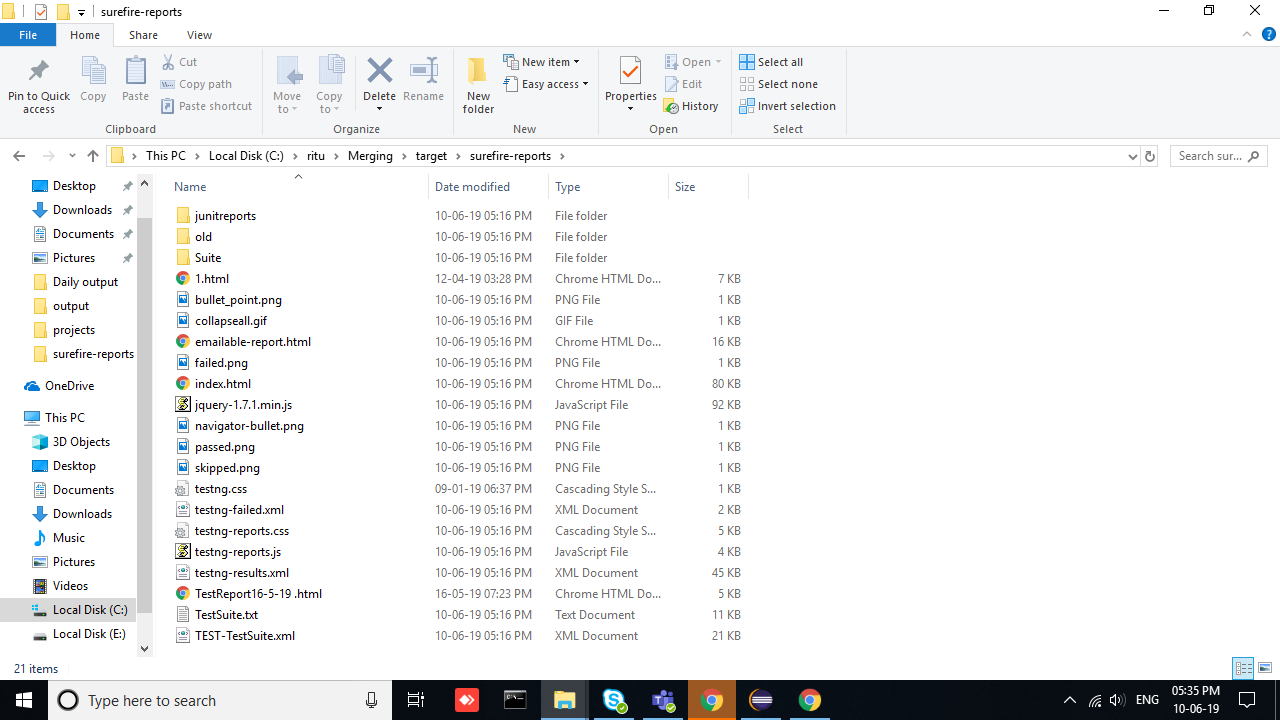 surefire-reports
File Home Share View
Pin to Quick access
Copy
Paste
Cut
Copy path
Paste shortcut
Clipboard
Move to
Copy to
Delete
Rename
Organize
New folder
New item
Easy access
New
Properties
Open
Edit
History
Open
Select all
Select none
Invert selection
Select
This PC Local Disk (C:) ritu Merging target surefire-reports
Search sur...
Desktop
Downloads
Documents
Pictures
Daily output
output
projects
surefire-reports
OneDrive
This PC
3D Objects
Desktop
Documents
Downloads
Music
Pictures
Videos
Local Disk (C:)
Local Disk (E:)
Name Date modified Type Size
junitreports 10-06-19 05:16 PM File folder
old 10-06-19 05:16 PM File folder
Suite 10-06-19 05:16 PM File folder
1.html 12-04-19 03:28 PM Chrome HTML Do... 7 KB
bullet_point.png 10-06-19 05:16 PM PNG File 1 KB
collapseall.gif 10-06-19 05:16 PM GIF File 1 KB
emailable-report.html 10-06-19 05:16 PM Chrome HTML Do... 16 KB
failed.png 10-06-19 05:16 PM PNG File 1 KB
index.html 10-06-19 05:16 PM Chrome HTML Do... 80 KB
jquery-1.7.1.min.js 10-06-19 05:16 PM JavaScript File 92 KB
navigator-bullet.png 10-06-19 05:16 PM PNG File 1 KB
passed.png 10-06-19 05:16 PM PNG File 1 KB
skipped.png 10-06-19 05:16 PM PNG File 1 KB
testng.css 09-01-19 06:37 PM Cascading Style S... 1 KB
testng-failed.xml 10-06-19 05:16 PM XML Document 2 KB
testng-reports.css 10-06-19 05:16 PM Cascading Style S... 5 KB
testng-reports.js 10-06-19 05:16 PM JavaScript File 4 KB
testng-results.xml 10-06-19 05:16 PM XML Document 45 KB
TestReport16-5-19 .html 16-05-19 07:23 PM Chrome HTML Do... 5 KB
TestSuite.txt 10-06-19 05:16 PM Text Document 11 KB
TEST-TestSuite.xml 10-06-19 05:16 PM XML Document 21 KB
21 items
Type here to search
ENG
05:35 PM
10-06-19